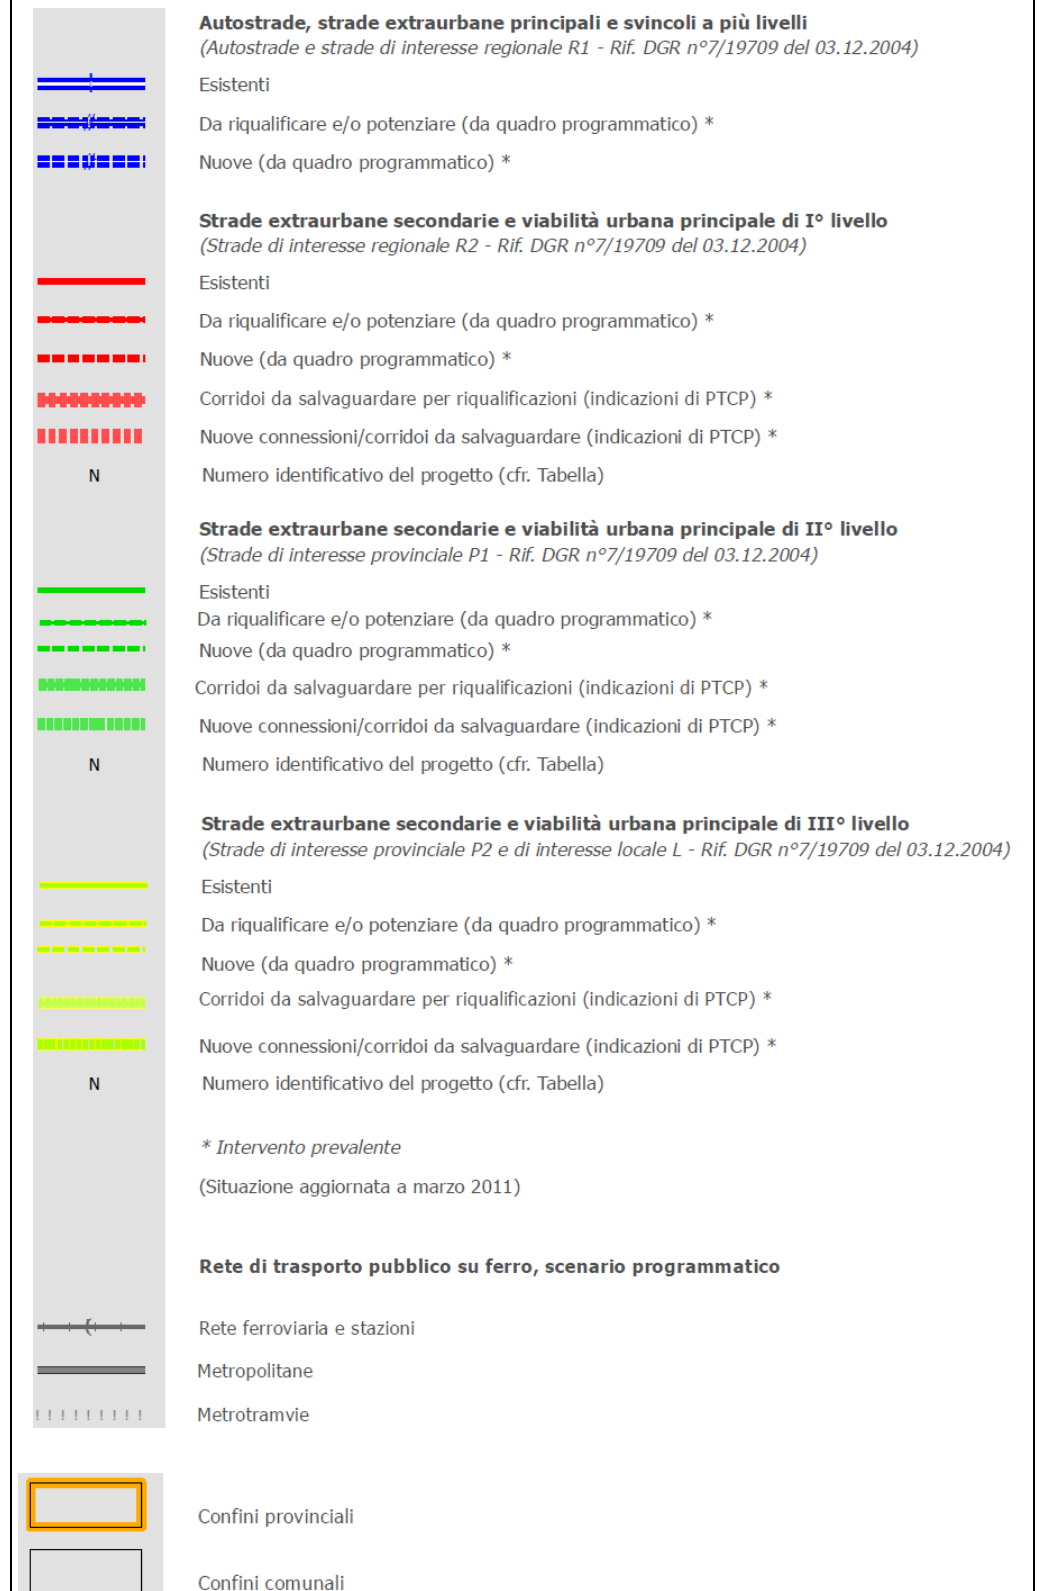 Autostrade, strade extraurbane principali e svincoli a più livelli
(Autostrade e strade di interesse regionale R1 - Rif. DGR n°7/19709 del 03.12.2004)
Esistenti
Da riqualificare e/o potenziare (da quadro programmatico) *
Nuove (da quadro programmatico) *
Strade extraurbane secondarie e viabilità urbana principale di I° livello
(Strade di interesse regionale R2 - Rif. DGR n°7/19709 del 03.12.2004)
Esistenti
Da riqualificare e/o potenziare (da quadro programmatico) *
Nuove (da quadro programmatico) *
Corridoi da salvaguardare per riqualificazioni (indicazioni di PTCP) *
Nuove connessioni/corridoi da salvaguardare (indicazioni di PTCP) *
N Numero identificativo del progetto (cfr. Tabella)
Strade extraurbane secondarie e viabilità urbana principale di II° livello
(Strade di interesse provinciale P1 - Rif. DGR n°7/19709 del 03.12.2004)
Esistenti
Da riqualificare e/o potenziare (da quadro programmatico) *
Nuove (da quadro programmatico) *
Corridoi da salvaguardare per riqualificazioni (indicazioni di PTCP) *
Nuove connessioni/corridoi da salvaguardare (indicazioni di PTCP) *
N Numero identificativo del progetto (cfr. Tabella)
Strade extraurbane secondarie e viabilità urbana principale di III° livello
(Strade di interesse provinciale P2 e di interesse locale L - Rif. DGR n°7/19709 del 03.12.2004)
Esistenti
Da riqualificare e/o potenziare (da quadro programmatico) *
Nuove (da quadro programmatico) *
Corridoi da salvaguardare per riqualificazioni (indicazioni di PTCP) *
Nuove connessioni/corridoi da salvaguardare (indicazioni di PTCP) *
N Numero identificativo del progetto (cfr. Tabella)
* Intervento prevalente
(Situazione aggiornata a marzo 2011)
Rete di trasporto pubblico su ferro, scenario programmatico
Rete ferroviaria e stazioni
Metropolitane
Metrotramvie
Confini provinciali
Confini comunali